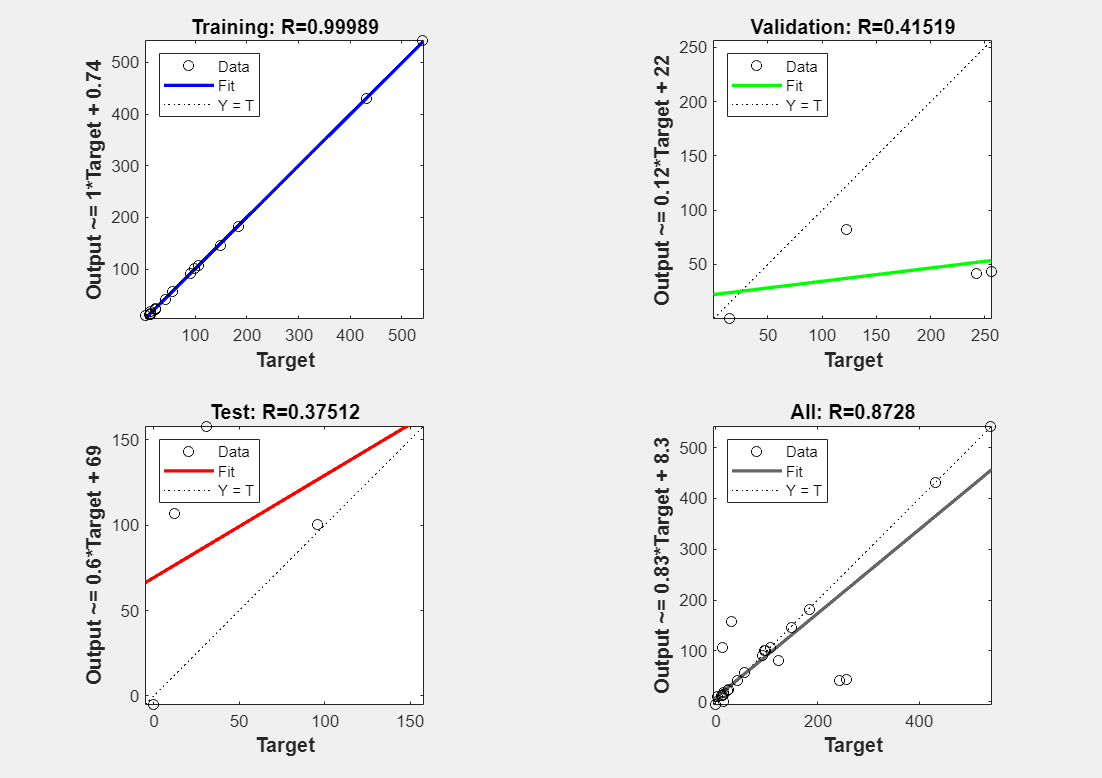 Training: R=0.99989
Output ~= 1*Target + 0.74
Data
Fit
Y = T
500
400
300
200
100
100 200 300 400 500
Target
Validation: R=0.41519
Output ~= 0.12*Target + 22
Data
Fit
Y = T
250
200
150
100
50
50 100 150 200 250
Target
Test: R=0.37512
Output ~= 0.6*Target + 69
Data
Fit
Y = T
150
100
50
0
0 50 100 150
Target
All: R=0.8728
Output ~= 0.83*Target + 8.3
Data
Fit
Y = T
500
400
300
200
100
0
0 200 400
Target